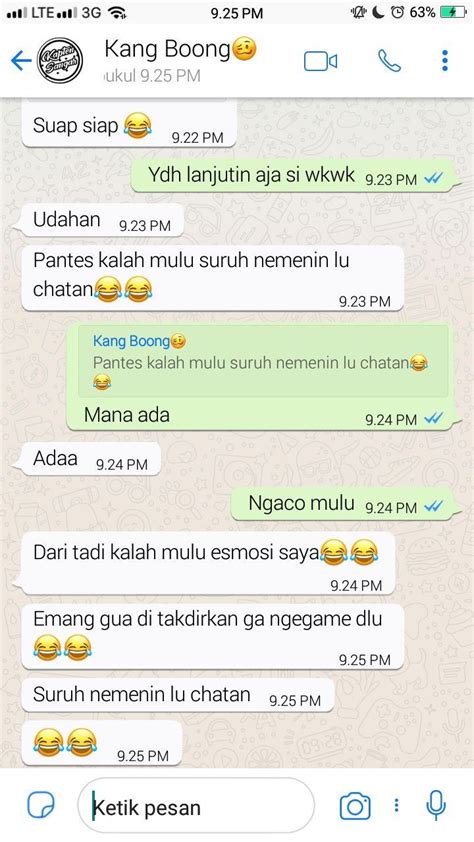 LTE 3G 9.25 PM 63%
Kang Boong
ukul 9.25 PM
Suap siap 😂 9.22 PM
Ydh lanjutin aja si wkwk 9.23 PM
Udahan 9.23 PM
Pantes kalah mulu suruh nemenin lu
chatan😂😂
9.23 PM
Kang Boong🥴
Pantes kalah mulu suruh nemenin lu chatan😂
😂
Mana ada 9.24 PM
Adaa 9.24 PM
Ngaco mulu 9.24 PM
Dari tadi kalah mulu esmosi saya😂😂
9.24 PM
Emang gua di takdirkan ga ngegame dlu
😂😂
9.25 PM
Suruh nemenin lu chatan 9.25 PM
😂😂 9.25 PM
Ketik pesan